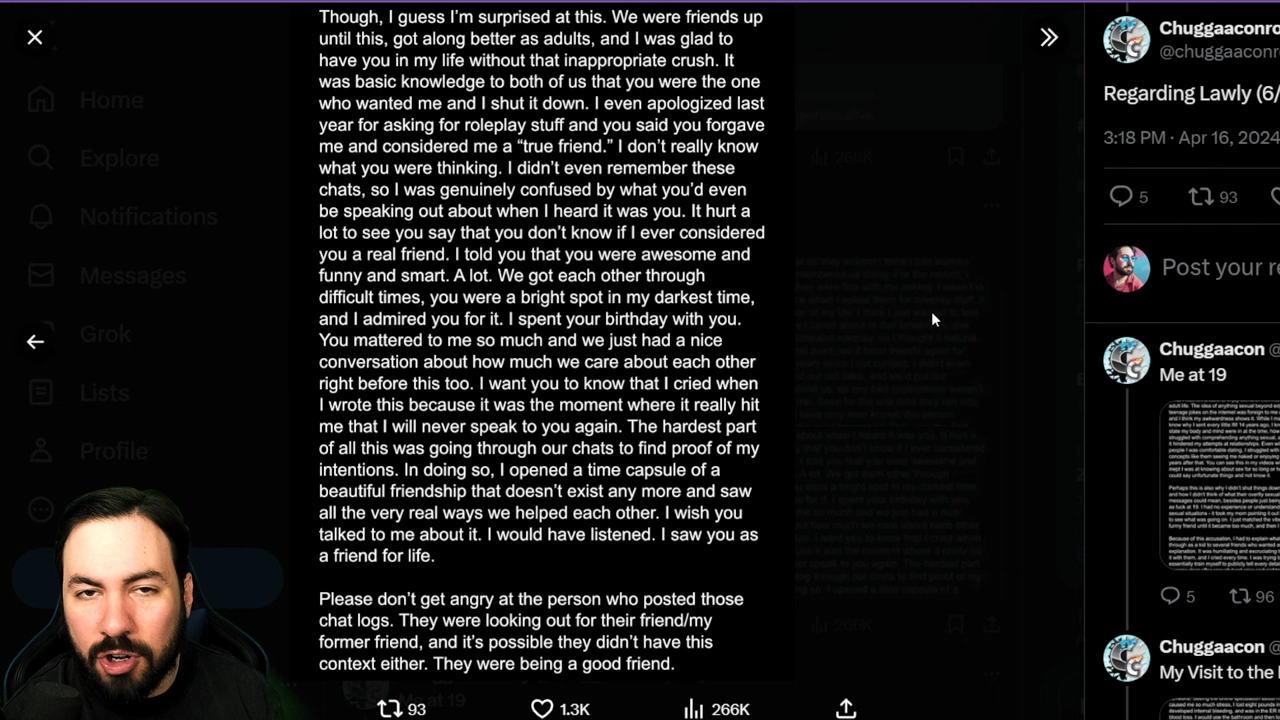 Though, I guess I'm surprised at this. We were friends up
until this, got along better as adults, and I was glad to
have you in my life without that inappropriate crush. It
was basic knowledge to both of us that you were the one
who wanted me and I shut it down. I even apologized last
year for asking for roleplay stuff and you said you forgave
me and considered me a “true friend.” I don't really know
what you were thinking. I didn't even remember these
chats, so I was genuinely confused by what you'd even
be speaking out about when I heard it was you. It hurt a
lot to see you say that you don't know if I ever considered
you a real friend. I told you that you were awesome and
funny and smart. A lot. We got each other through
difficult times, you were a bright spot in my darkest time,
and I admired you for it. I spent your birthday with you.
You mattered to me so much and we just had a nice
conversation about how much we care about each other
right before this too. I want you to know that I cried when
I wrote this because it was the moment where it really hit
me that I will never speak to you again. The hardest part
of all this was going through our chats to find proof of my
intentions. In doing so, I opened a time capsule of a
beautiful friendship that doesn't exist any more and saw
all the very real ways we helped each other. I wish you
talked to me about it. I would've listened. I saw you as
a friend for life.
Please don't get angry at the person who posted those
chat logs. They were looking out for their friend/my
former friend, and it's possible they didn't have this
context either. They were being a good friend.
93
1.3K
266K
Home
Explore
Notifications
Messages
Grok
Lists
Profile
268K
Chuggaaconro
@chuggaaconr
Regarding Lawly (6/
3:18 PM · Apr 16, 2024
5
93
Post your re
Chuggaacon @
Me at 19
5
96
Chuggaacon @
My Visit to the